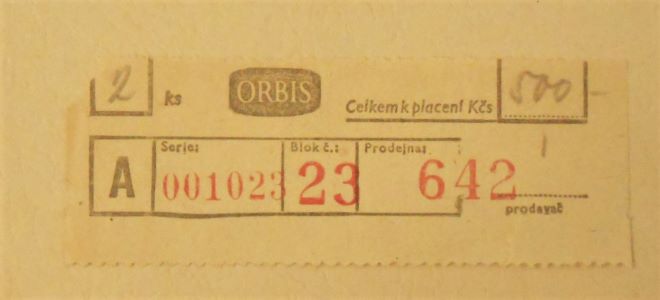 2 ks ORBIS Celkem k placení Kčs 500-
Serie: Blok č.: Prodejna:
A 001023 23 642
prodavač